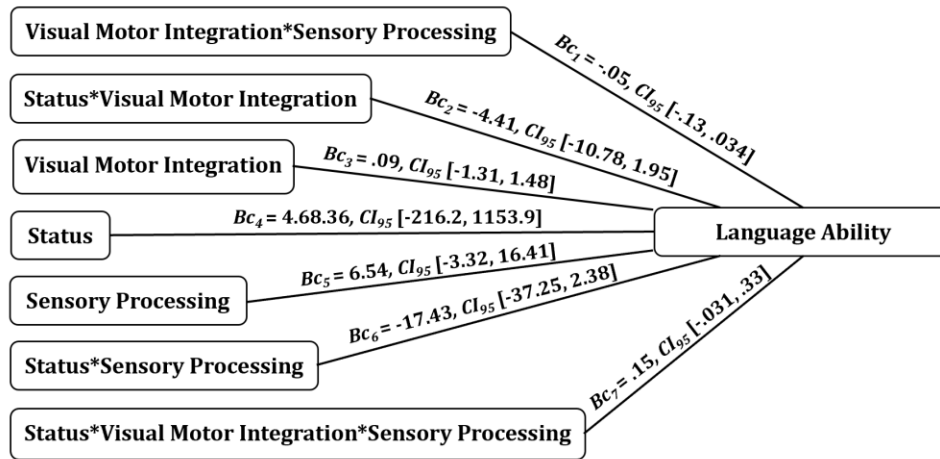 Visual Motor Integration*Sensory Processing
Bc1 = -.05, CI95 [-.13, .034]
Status*Visual Motor Integration
Bc2 = -4.41, CI95 [-10.78, 1.95]
Visual Motor Integration
Bc3 = .09, CI95 [-1.31, 1.48]
Status
Bc4 = 4.68.36, CI95 [-216.2, 1153.9]
Language Ability
Sensory Processing
Bc5 = 6.54, CI95 [-3.32, 16.41]
Status*Sensory Processing
Bc6 = -17.43, CI95 [-37.25, 2.38]
Status*Visual Motor Integration*Sensory Processing
Bc7 = .15, CI95 [-.031, .33]